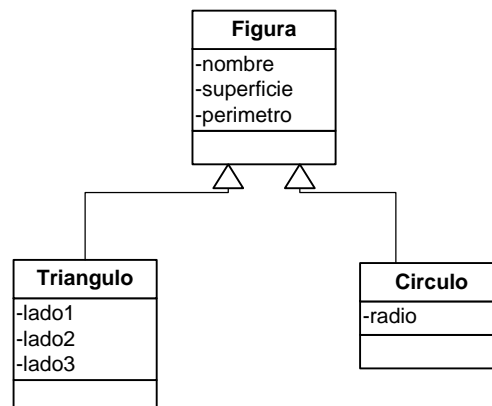 Figura
-nombre
-superficie
-perimetro
Triangulo
-lado1
-lado2
-lado3
Circulo
-radio